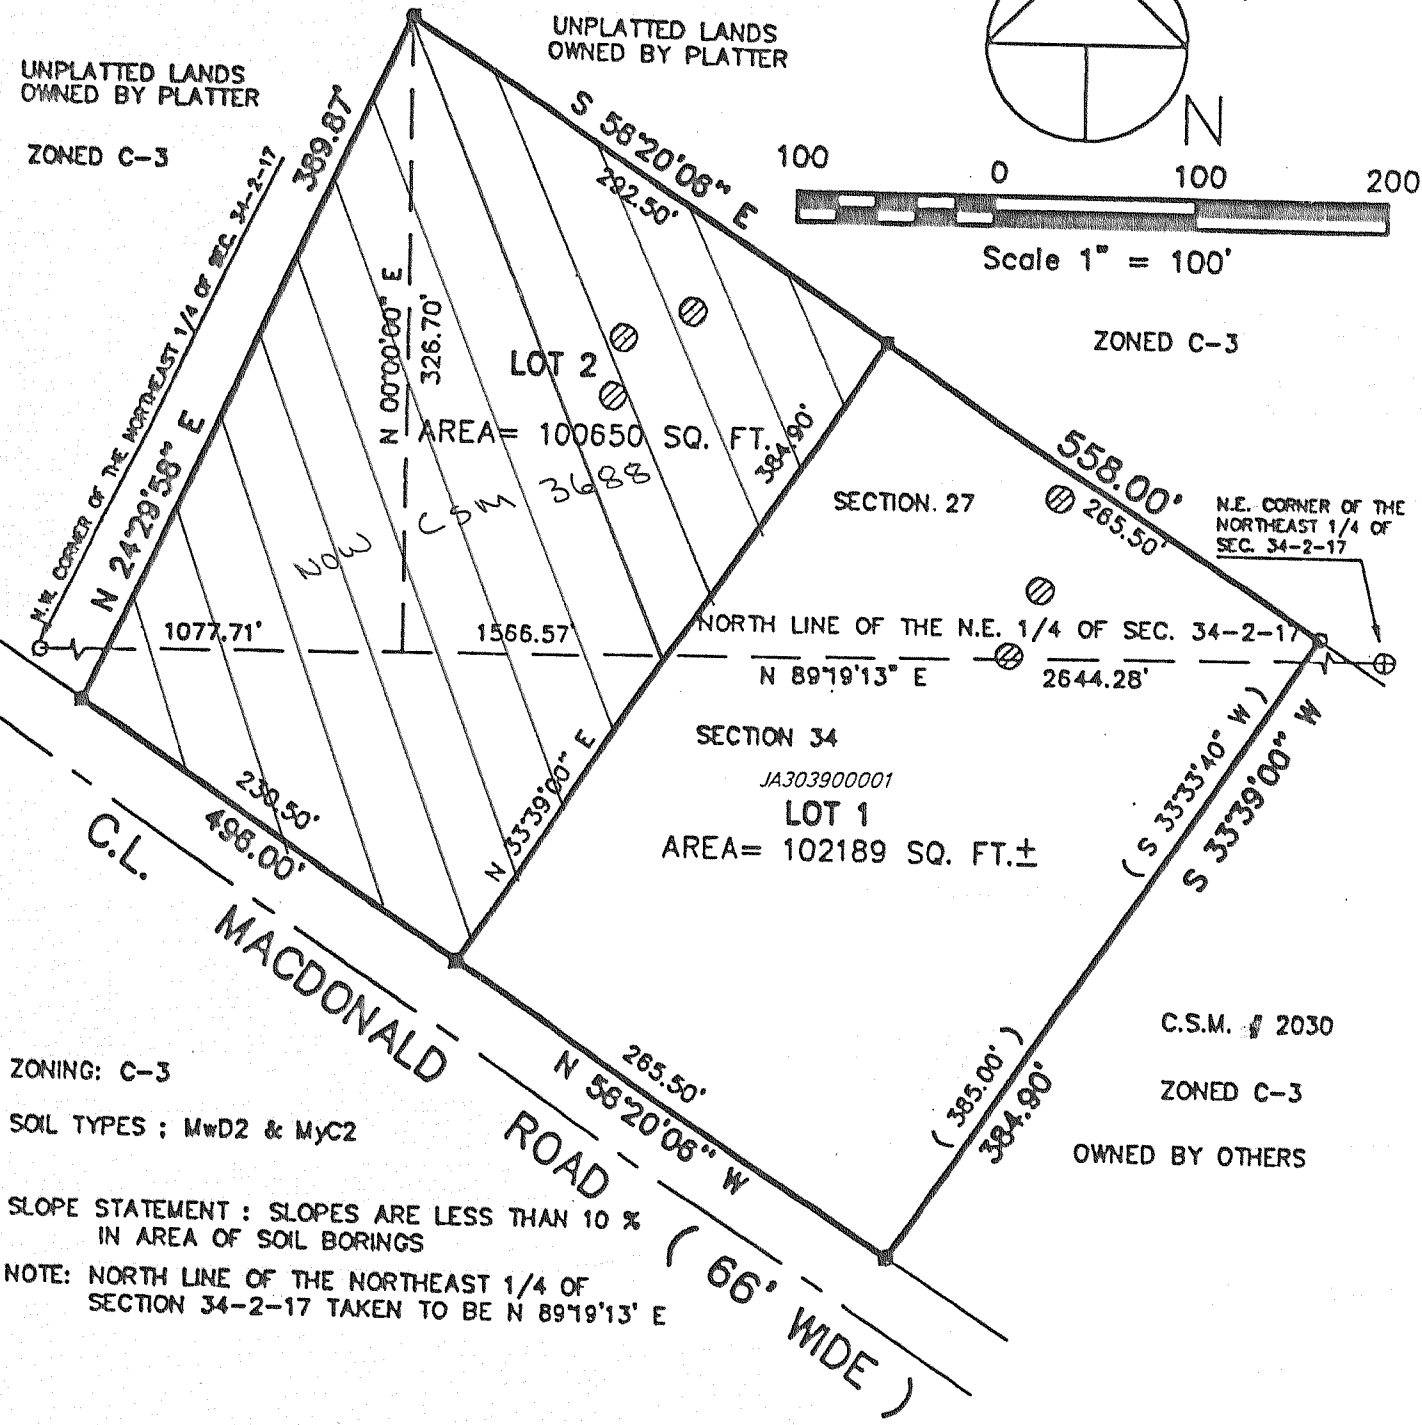 UNPLATTED LANDS
OWNED BY PLATTER
ZONED C-3
UNPLATTED LANDS
OWNED BY PLATTER
N
100 0 100 200
Scale 1" = 100'
ZONED C-3
S 56°20'06" E
292.50'
389.87'
N 24°29'58" E
N.W. CORNER OF THE NORTHEAST 1/4 OF SEC. 34-2-17
N 00°00'00" E
326.70'
LOT 2
AREA= 100650 SQ. FT.
NOW CSM 3688
384.90'
N 33°39'00" E
558.00'
265.50'
SECTION 27
N.E. CORNER OF THE
NORTHEAST 1/4 OF
SEC. 34-2-17
1077.71'
1566.57'
NORTH LINE OF THE N.E. 1/4 OF SEC. 34-2-17
N 89°19'13" E
2644.28'
SECTION 34
JA303900001
LOT 1
AREA= 102189 SQ. FT.±
( S 33°33'40" W )
S 33°39'00" W
( 385.00' )
384.90'
230.50'
496.00'
C.L. MACDONALD ROAD ( 66' WIDE )
265.50'
N 56°20'06" W
C.S.M. # 2030
ZONED C-3
OWNED BY OTHERS
ZONING: C-3
SOIL TYPES : MwD2 & MyC2
SLOPE STATEMENT : SLOPES ARE LESS THAN 10 %
IN AREA OF SOIL BORINGS
NOTE: NORTH LINE OF THE NORTHEAST 1/4 OF
SECTION 34-2-17 TAKEN TO BE N 89°19'13' E